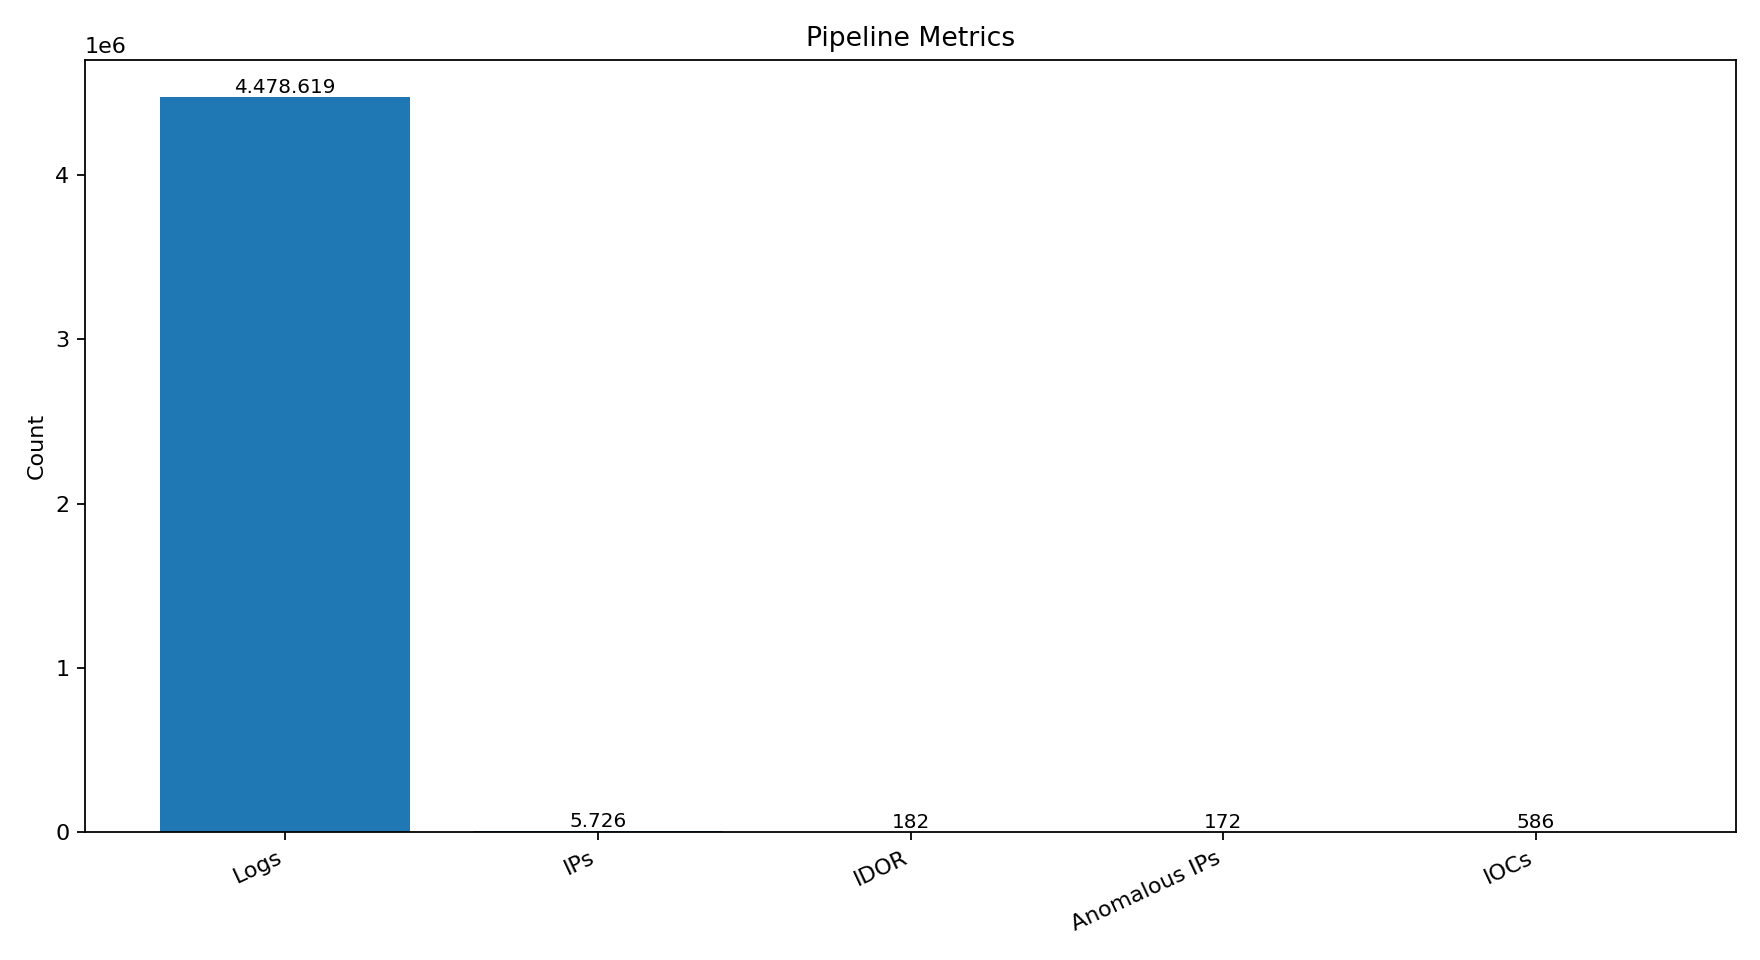 Pipeline Metrics
1e6
4.478.619
4
3
2
1
0
Count
5.726
182
172
586
Logs
IPs
IDOR
Anomalous IPs
IOCs